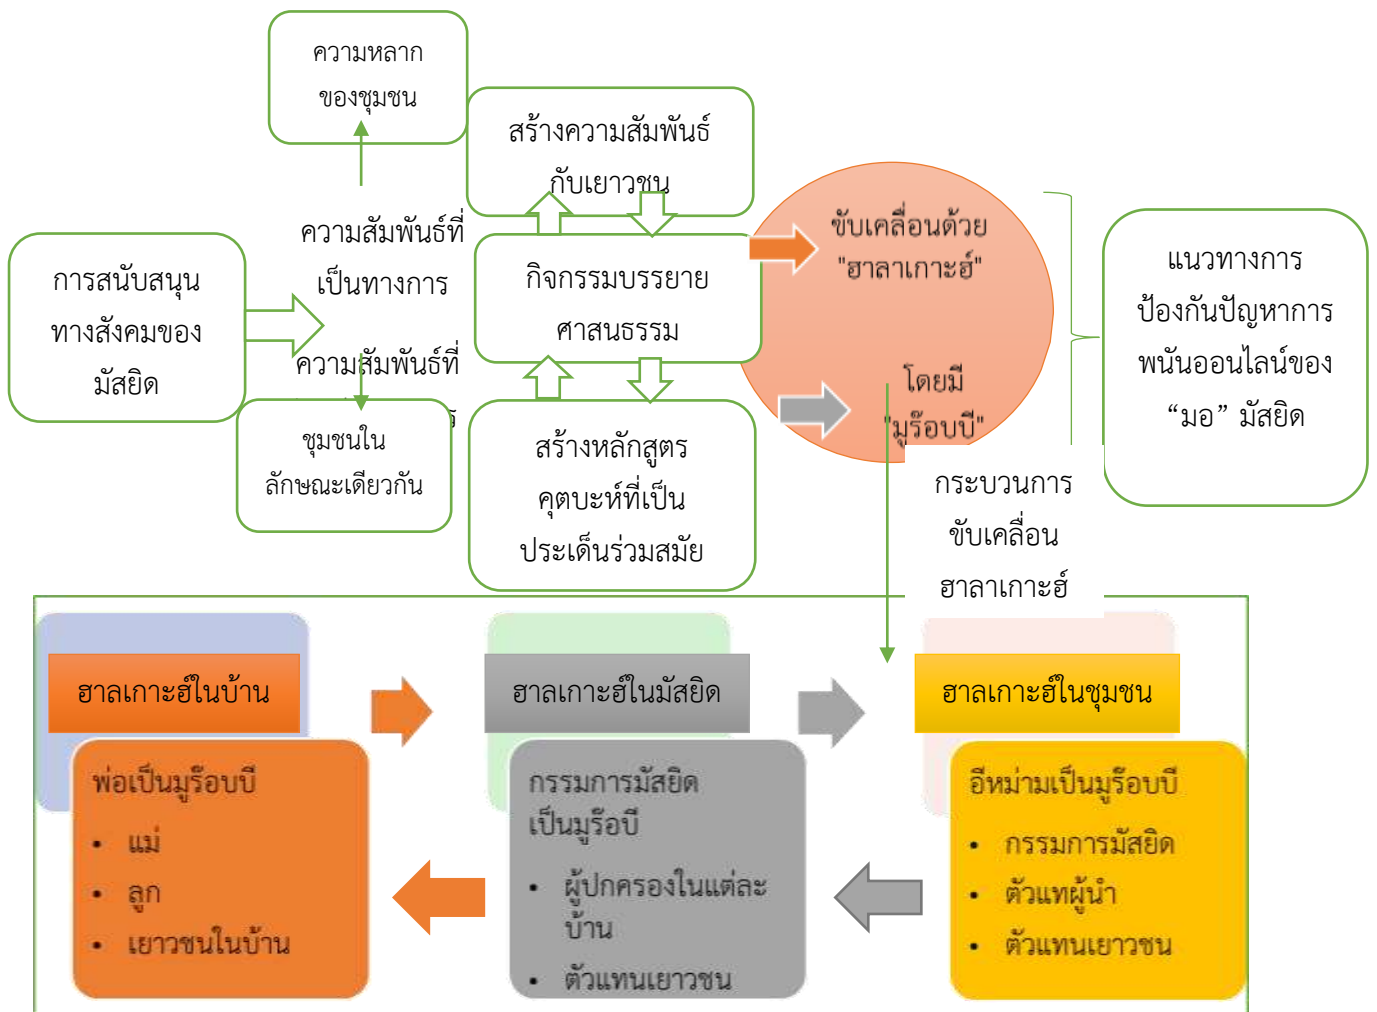 ความหลาก
ของชุมชน
สร้างความสัมพันธ์
กับเยาวชน
การสนับสนุน
ทางสังคมของ
มัสยิด
ความสัมพันธ์ที่
เป็นทางการ
ความสัมพันธ์ที่
ชุมชนใน
ลักษณะเดียวกัน
กิจกรรมบรรยาย
ศาสนธรรม
สร้างหลักสูตร
คุตบะห์ที่เป็น
ประเด็นร่วมสมัย
ขับเคลื่อนด้วย
"ฮาลาเกาะฮ์"
โดยมี
"มูร๊อบบี"
แนวทางการ
ป้องกันปัญหาการ
พนันออนไลน์ของ
“มอ” มัสยิด
กระบวนการ
ขับเคลื่อน
ฮาลาเกาะฮ์
ฮาลเกาะฮ์ในบ้าน
พ่อเป็นมูร๊อบบี
• แม่
• ลูก
• เยาวชนในบ้าน
ฮาลเกาะฮ์ในมัสยิด
กรรมการมัสยิด
เป็นมูร๊อบี
• ผู้ปกครองในแต่ละ
บ้าน
• ตัวแทนเยาวชน
ฮาลเกาะฮ์ในชุมชน
อีหม่ามเป็นมูร๊อบบี
• กรรมการมัสยิด
• ตัวแทผู้นำ
• ตัวแทนเยาวชน